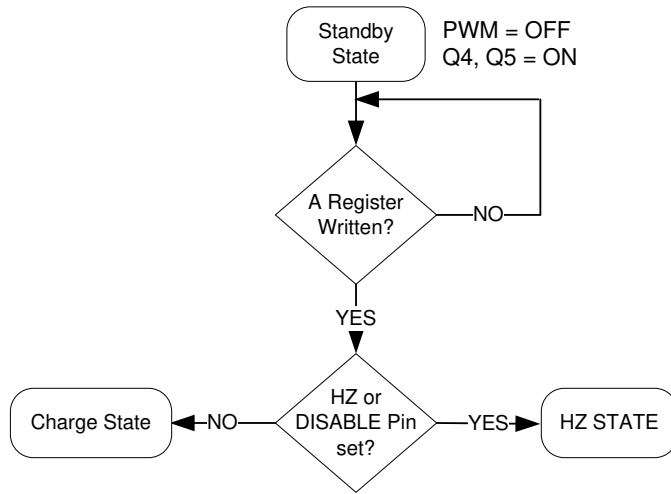 Standby
State
PWM = OFF
Q4, Q5 = ON
A Register
Written?
NO
YES
HZ or
DISABLE Pin
set?
Charge State
NO
YES
HZ STATE